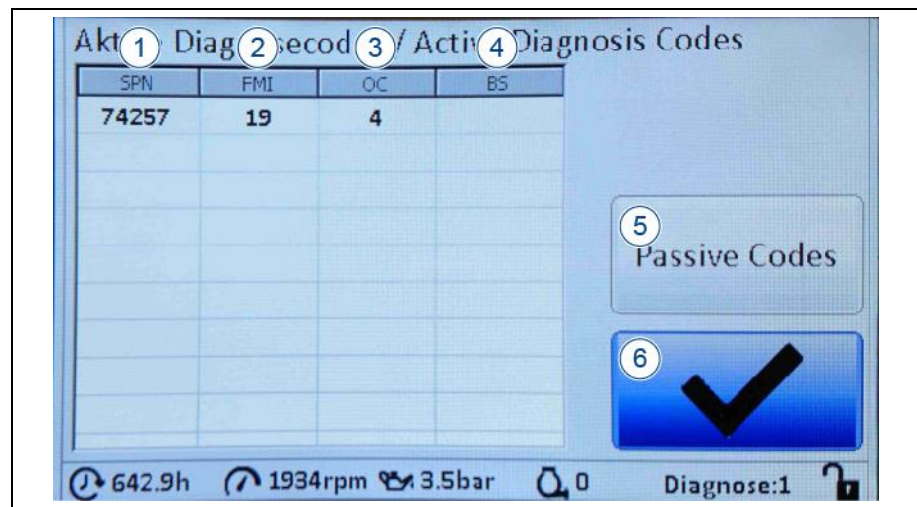 / Active Diagnosis Codes
1 2 3 4
SPN FMI OC BS
74257 19 4
5
Passive Codes
6
642.9h 1934rpm 3.5bar 0 Diagnose:1